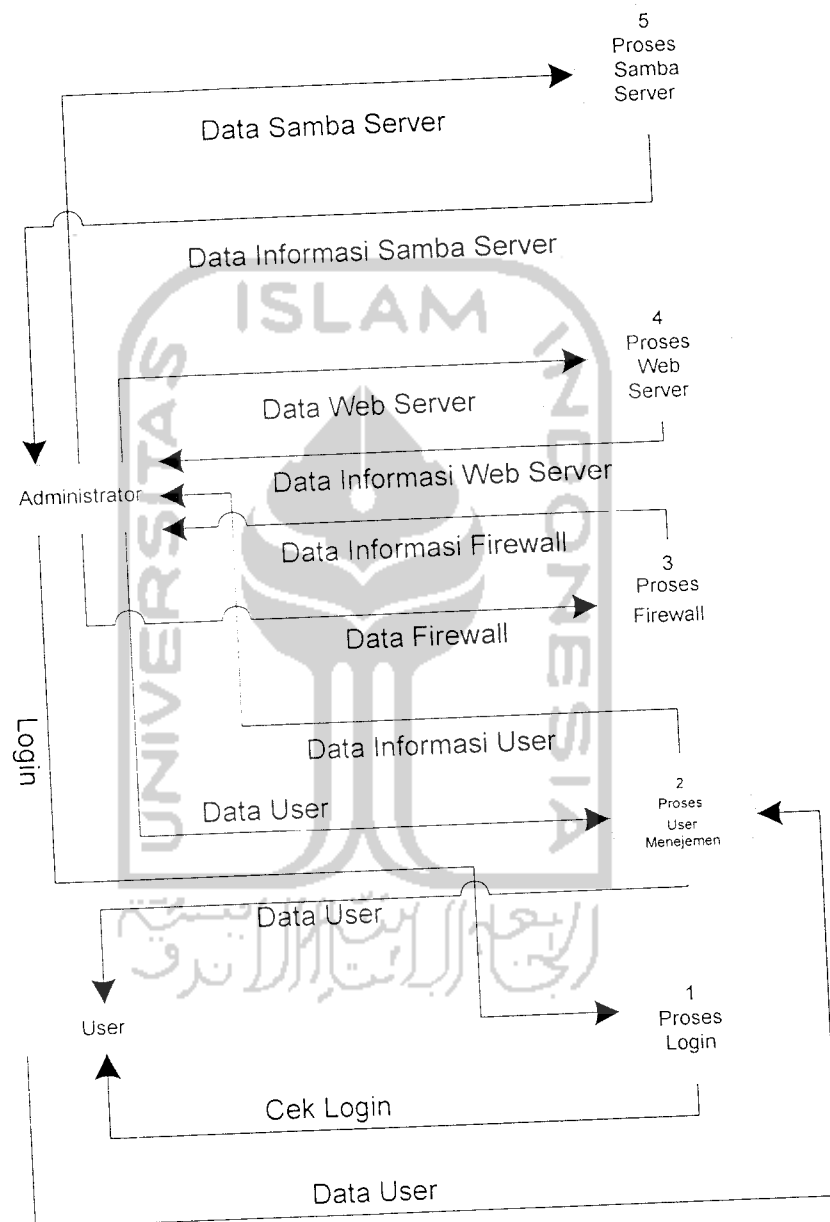 5
Proses
Samba
Server
Data Samba Server
Data Informasi Samba Server
ISLAM
UNIVERSITAS
INDONESIA
4
Proses
Web
Server
Data Web Server
Data Informasi Web Server
Administrator
Data Informasi Firewall
3
Proses
Firewall
Data Firewall
Login
Data Informasi User
2
Proses
User
Menejemen
Data User
Data User
User
1
Proses
Login
Cek Login
Data User